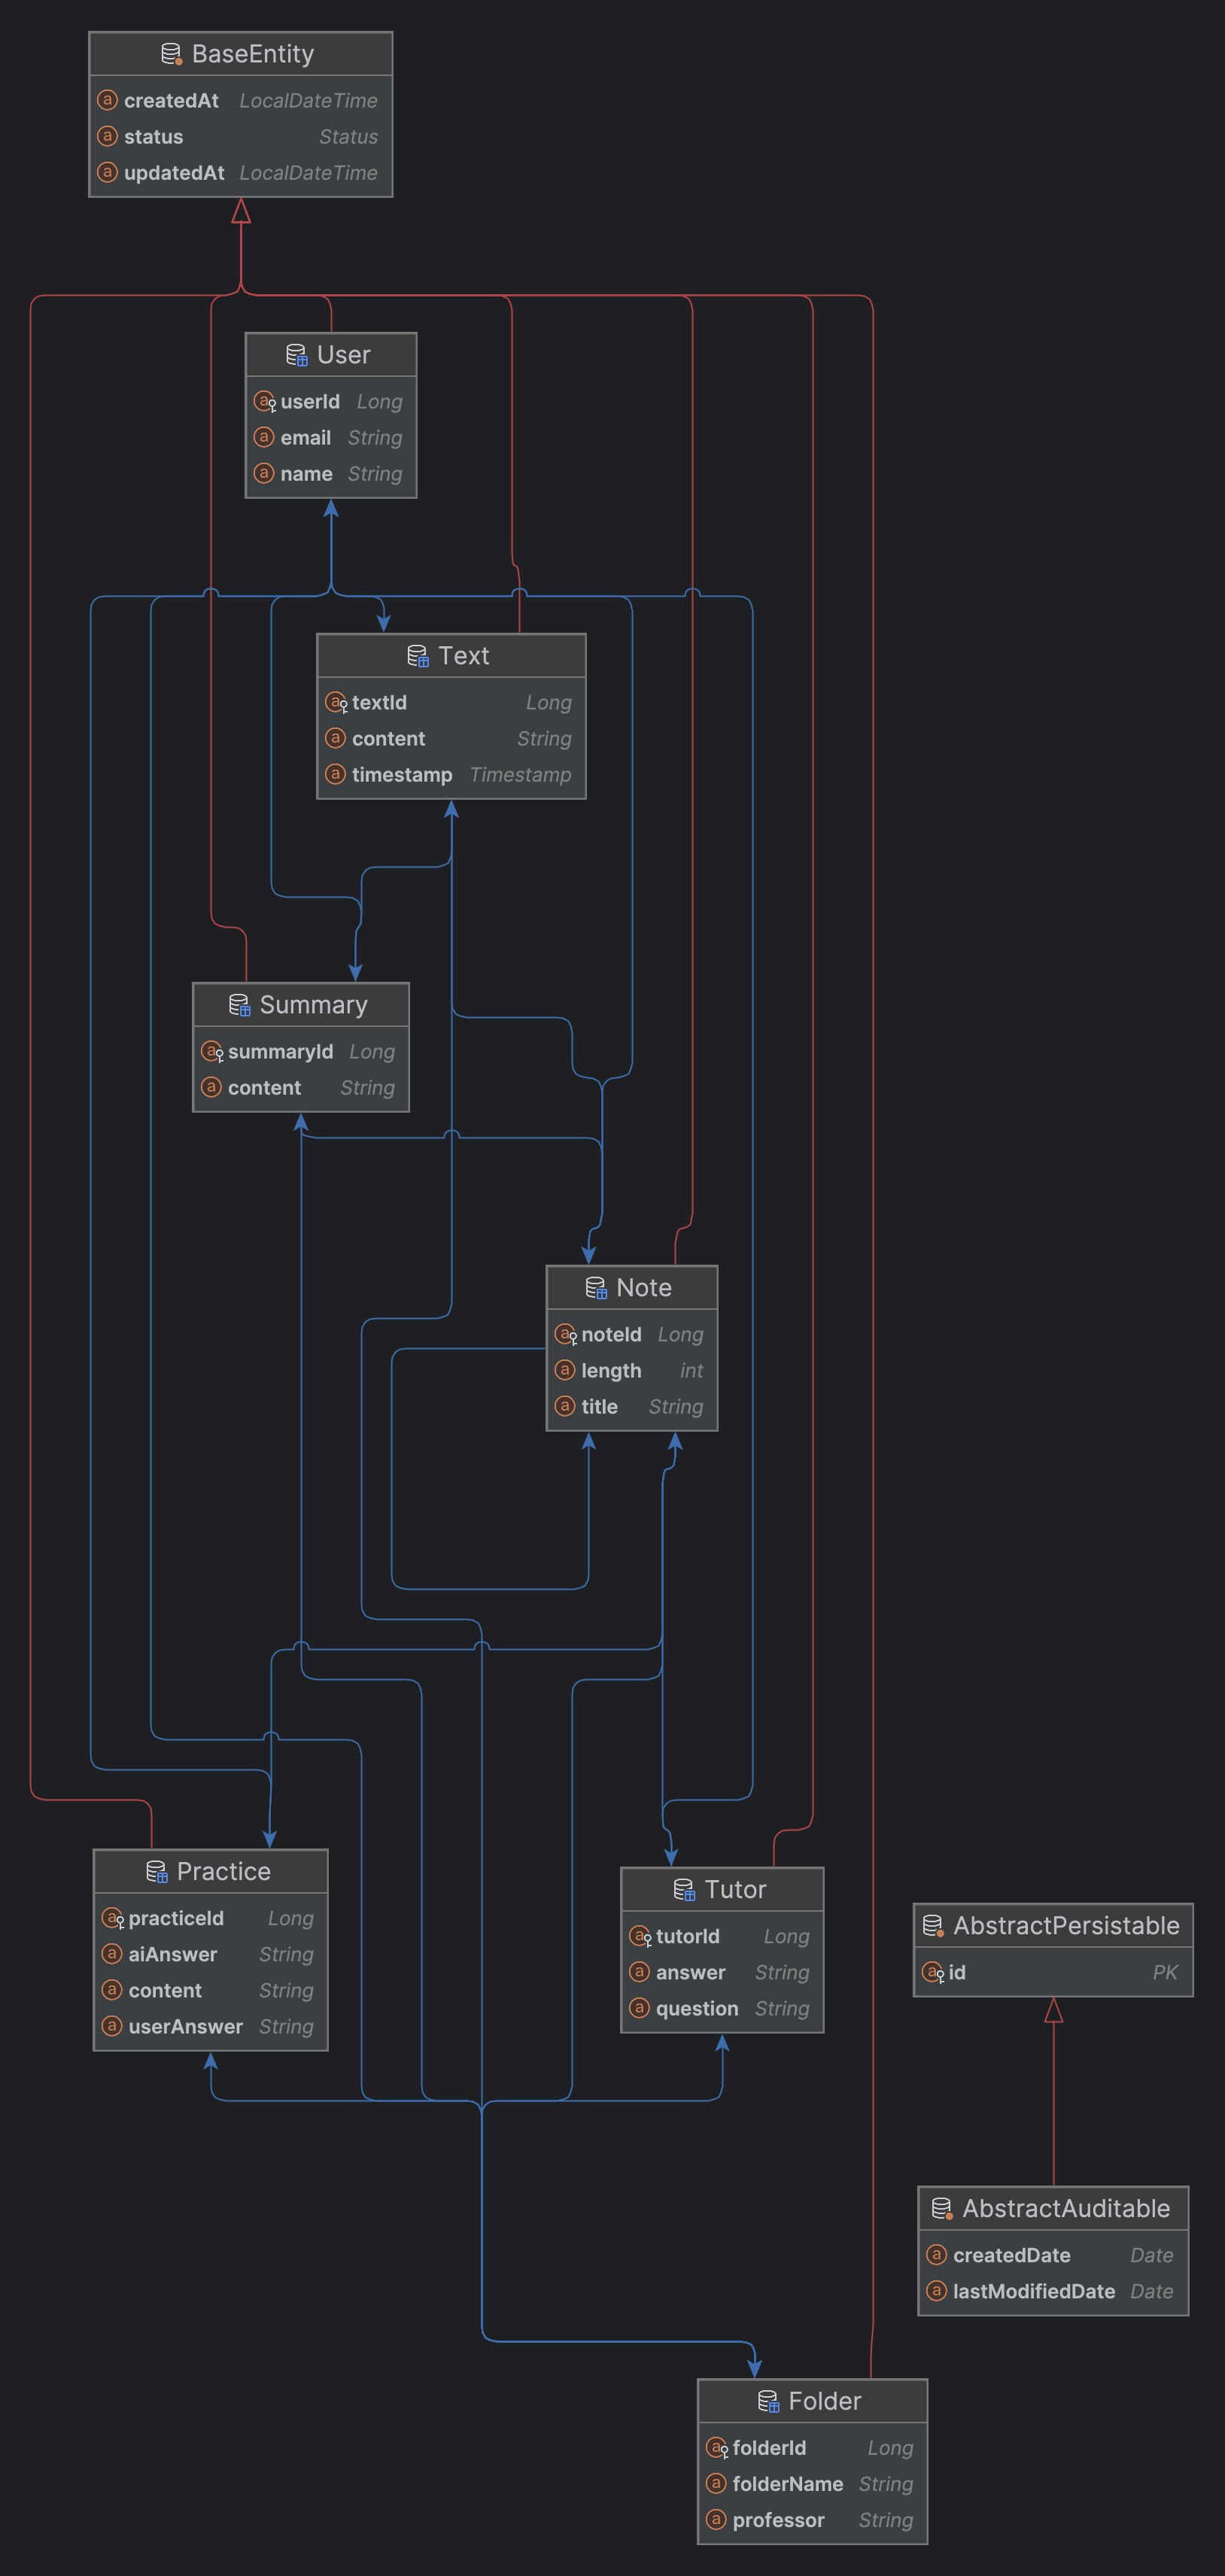 BaseEntity
createdAt LocalDateTime
status Status
updatedAt LocalDateTime
User
userId Long
email String
name String
Text
textId Long
content String
timestamp Timestamp
Summary
summaryId Long
content String
Note
noteId Long
length int
title String
Practice
practiceId Long
aiAnswer String
content String
userAnswer String
Tutor
tutorId Long
answer String
question String
AbstractPersistable
id PK
AbstractAuditable
createdDate Date
lastModifiedDate Date
Folder
folderId Long
folderName String
professor String